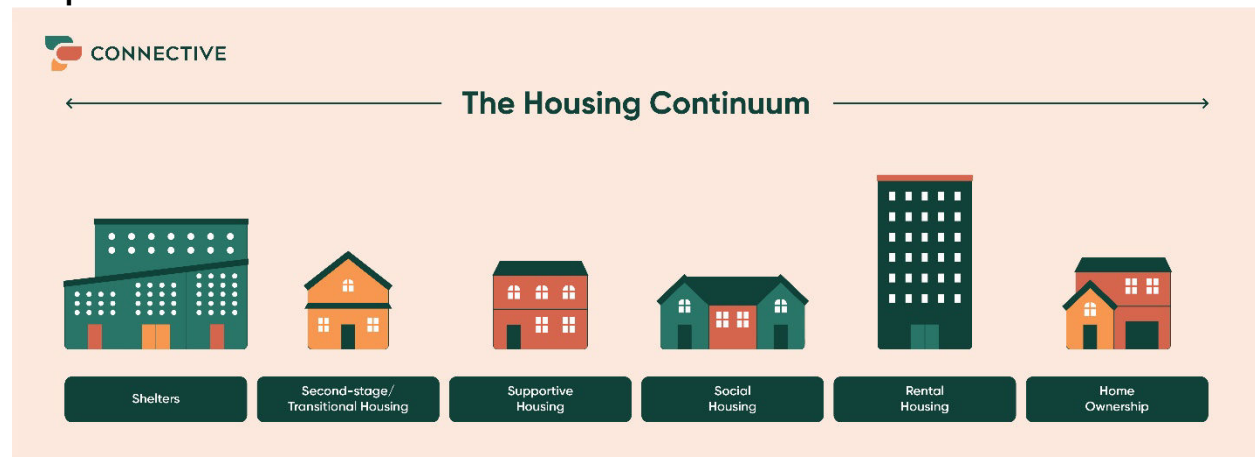 CONNECTIVE
The Housing Continuum
Shelters
Second-stage/
Transitional Housing
Supportive
Housing
Social
Housing
Rental
Housing
Home
Ownership